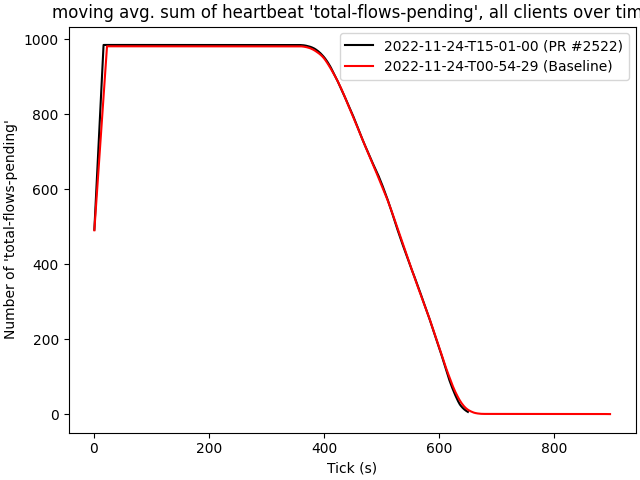 moving avg. sum of heartbeat 'total-flows-pending', all clients over tim
2022-11-24-T15-01-00 (PR #2522)
2022-11-24-T00-54-29 (Baseline)
Number of 'total-flows-pending'
1000
800
600
400
200
0
0 200 400 600 800
Tick (s)